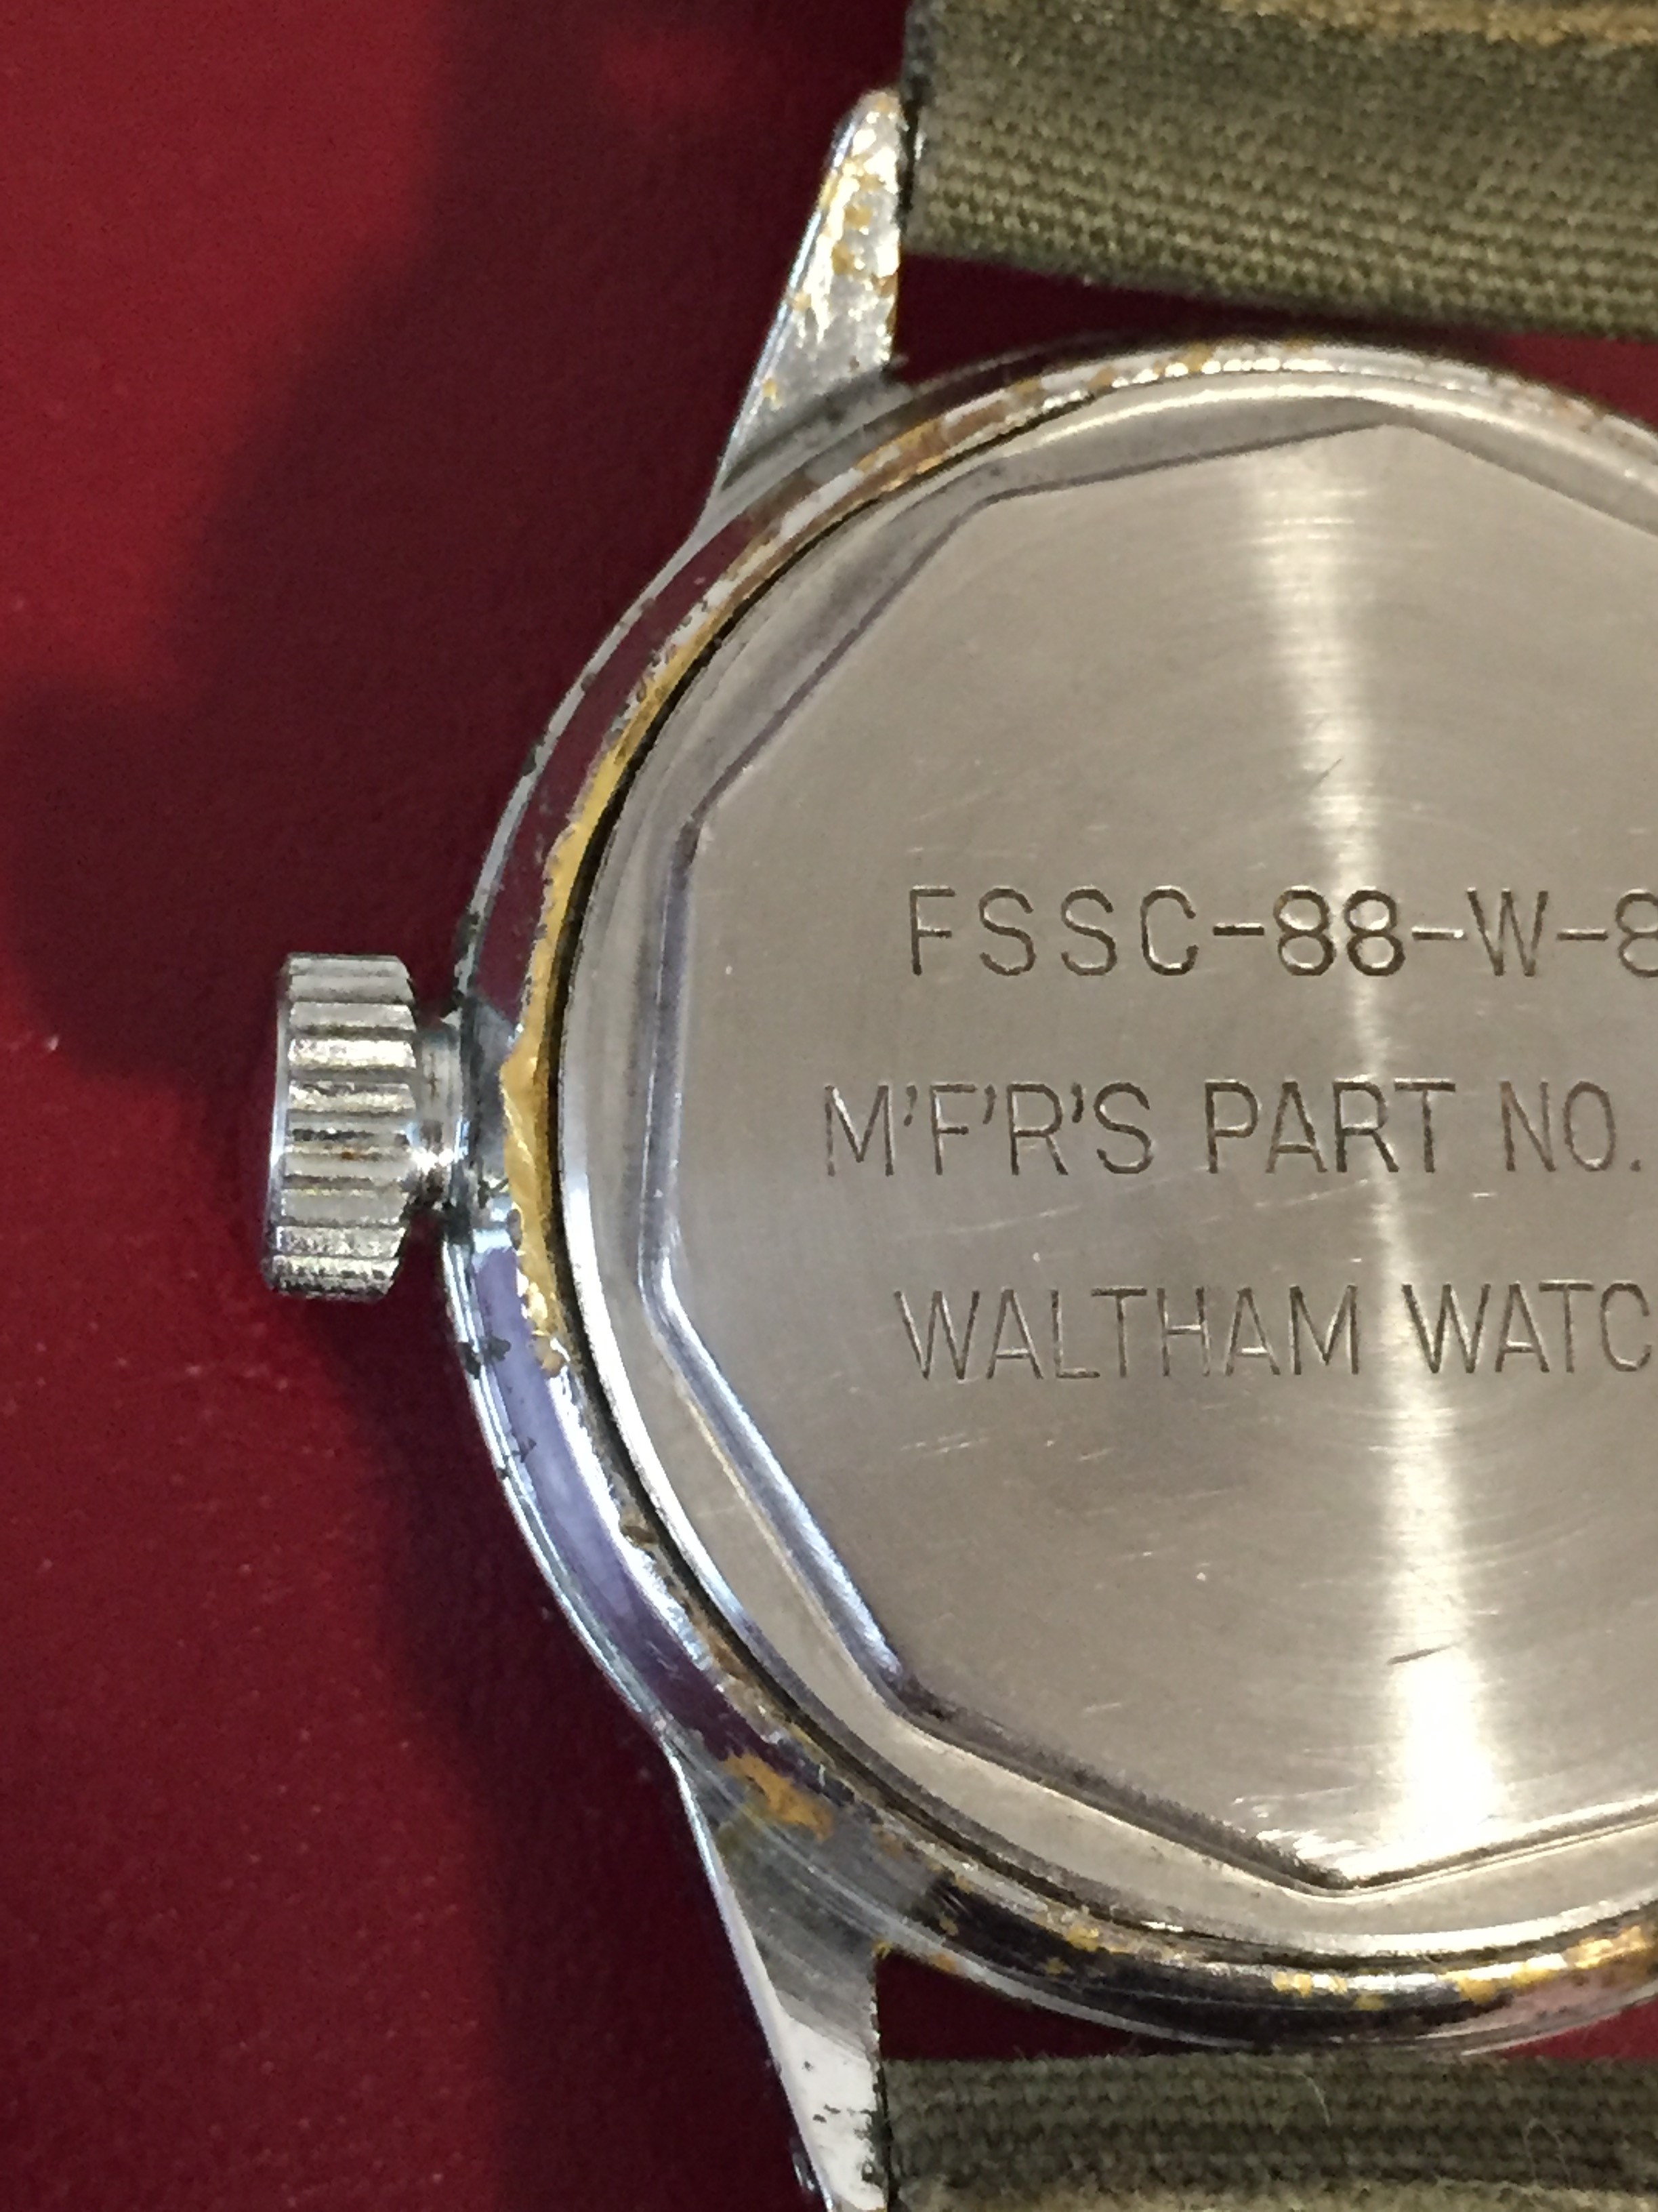 FSSC-88-W-8
M'F'R'S PART NO.
WALTHAM WATC